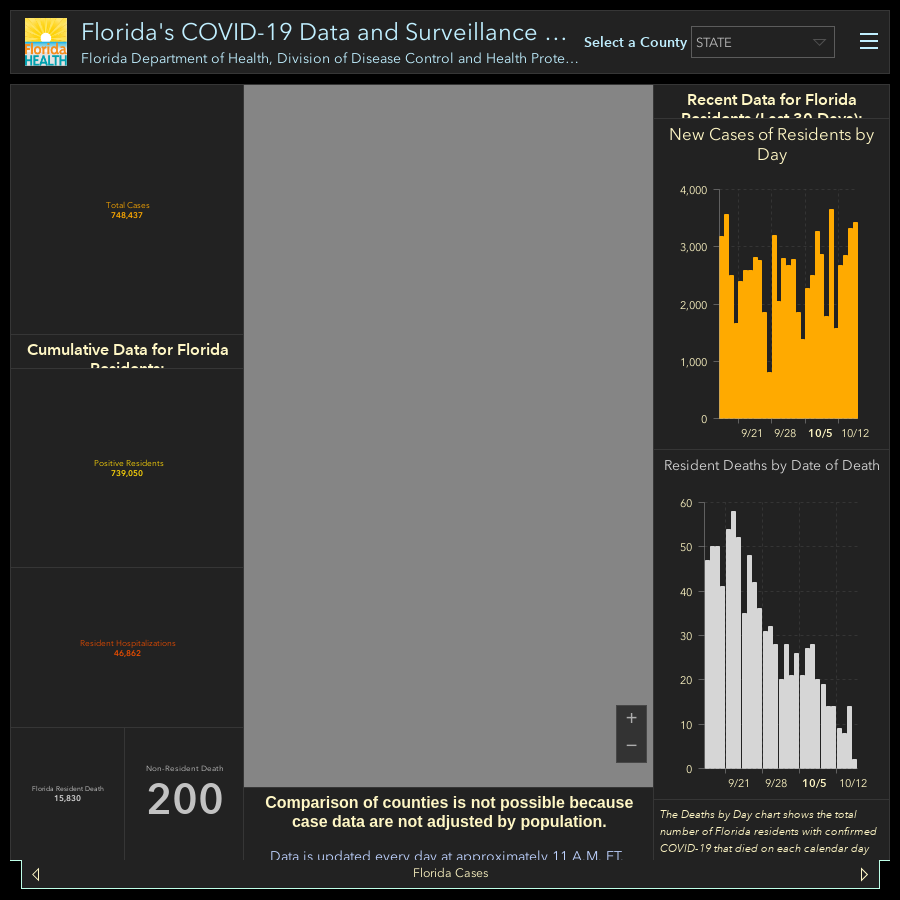 Florida HEALTH
Florida's COVID-19 Data and Surveillance ...
Florida Department of Health, Division of Disease Control and Health Prote...
Select a County
STATE
Total Cases
748,437
Cumulative Data for Florida
Residents:
Positive Residents
739,050
Resident Hospitalizations
46,862
Florida Resident Death
15,830
Non-Resident Death
200
+
−
Comparison of counties is not possible because
case data are not adjusted by population.
Data is updated every day at approximately 11 A.M. ET.
Recent Data for Florida
Residents (Last 30 Days):
New Cases of Residents by
Day
4,000
3,000
2,000
1,000
0
9/21 9/28 10/5 10/12
Resident Deaths by Date of Death
60
50
40
30
20
10
0
9/21 9/28 10/5 10/12
The Deaths by Day chart shows the total
number of Florida residents with confirmed
COVID-19 that died on each calendar day
Florida Cases